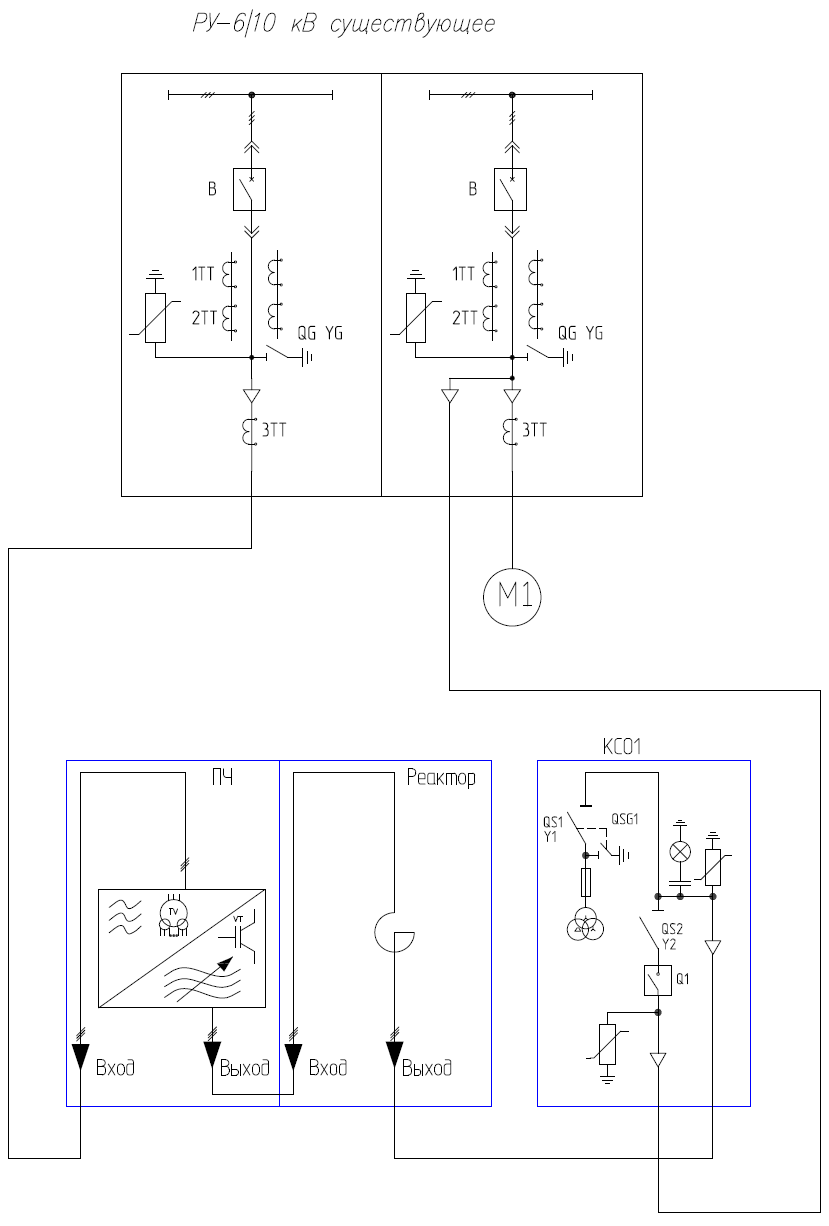 РУ-6/10 кВ существующее
В
В
1ТТ
1ТТ
2ТТ
2ТТ
QG YG
QG YG
3ТТ
3ТТ
М1
КСО1
ПЧ
Реактор
QS1
Y1
QSG1
TV
VT
QS2
Y2
Q1
Вход
Выход
Вход
Выход